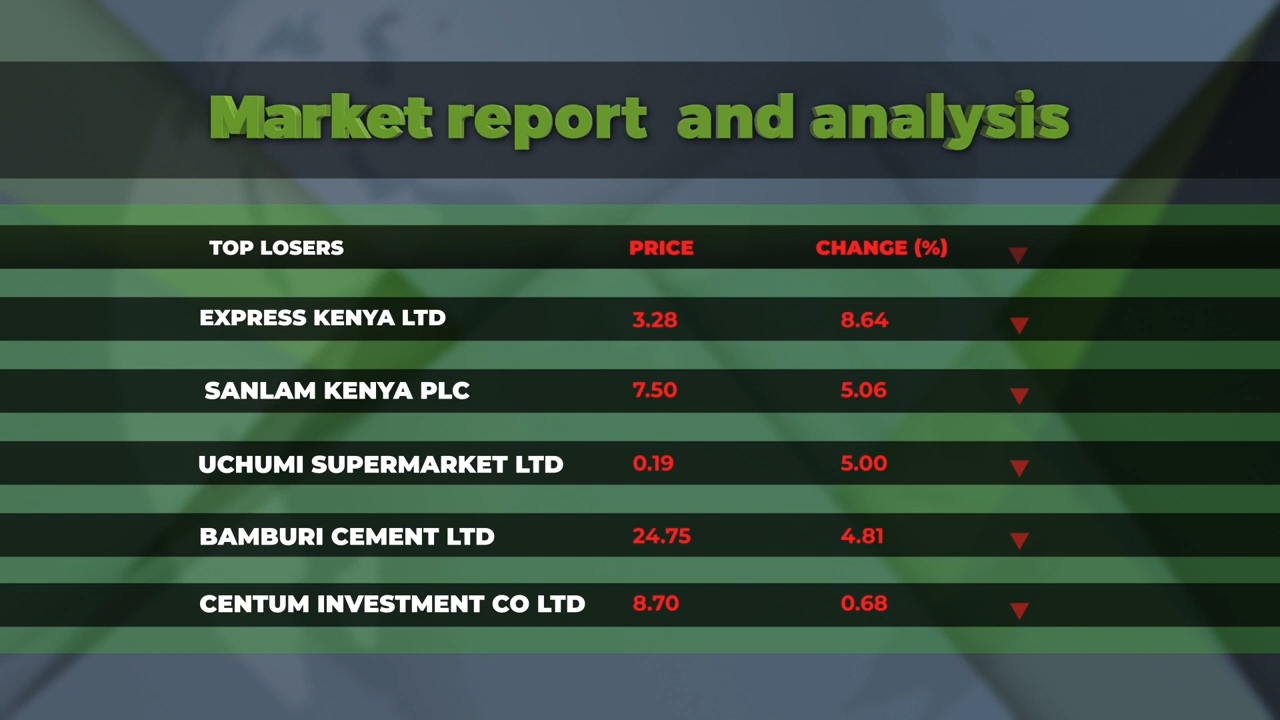 Market report and analysis
TOP LOSERS PRICE CHANGE (%)
EXPRESS KENYA LTD 3.28 8.64
SANLAM KENYA PLC 7.50 5.06
UCHUMI SUPERMARKET LTD 0.19 5.00
BAMBURI CEMENT LTD 24.75 4.81
CENTUM INVESTMENT CO LTD 8.70 0.68